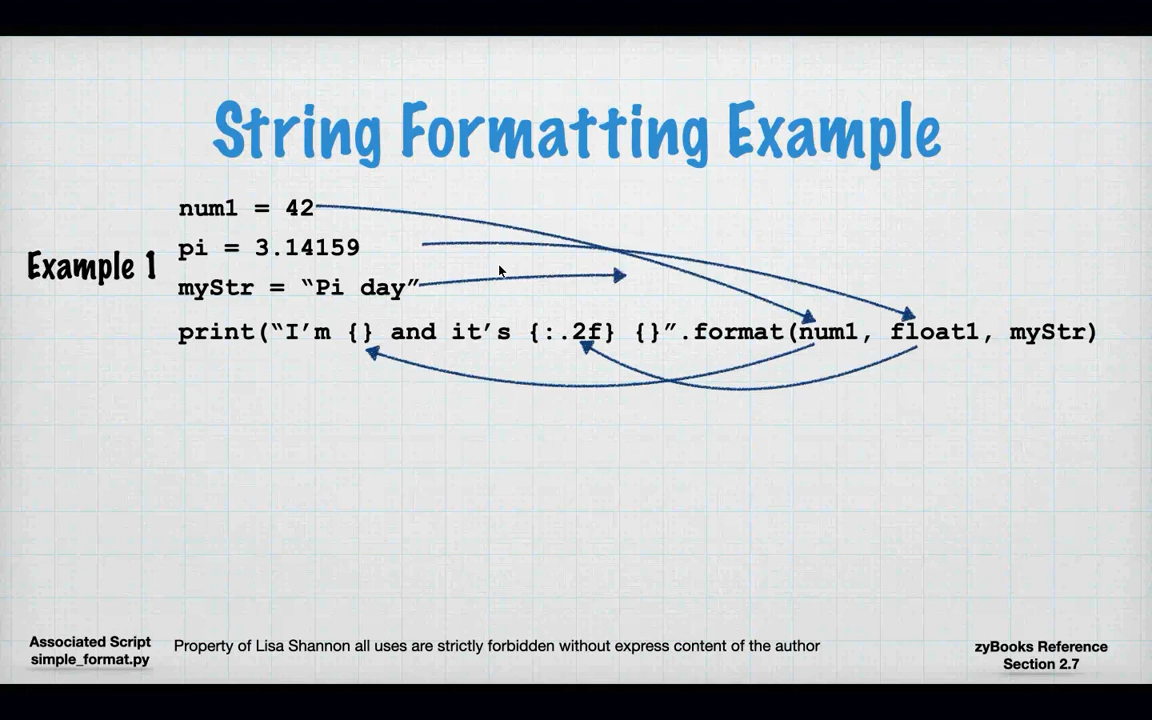 String Formatting Example
num1 = 42
pi = 3.14159
Example 1
myStr = “Pi day”
print(“I’m {} and it’s {:.2f} {}”.format(num1, float1, myStr)
Associated Script
simple_format.py
Property of Lisa Shannon all uses are strictly forbidden without express content of the author
zyBooks Reference
Section 2.7